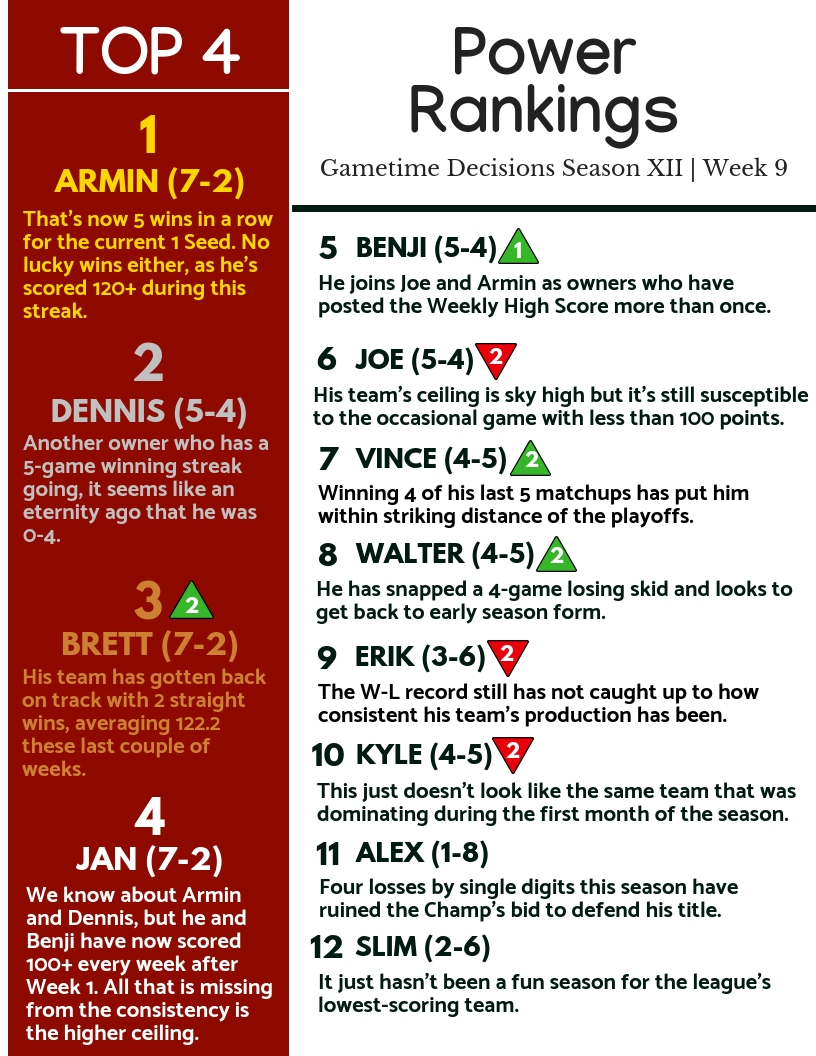 TOP 4
1
ARMIN (7-2)
That's now 5 wins in a row
for the current 1 Seed. No
lucky wins either, as he's
scored 120+ during this
streak.
2
DENNIS (5-4)
Another owner who has a
5-game winning streak
going, it seems like an
eternity ago that he was
0-4.
3 2
BRETT (7-2)
His team has gotten back
on track with 2 straight
wins, averaging 122.2
these last couple of
weeks.
4
JAN (7-2)
We know about Armin
and Dennis, but he and
Benji have now scored
100+ every week after
Week 1. All that is missing
from the consistency is
the higher ceiling.
Power
Rankings
Gametime Decisions Season XII | Week 9
5 BENJI (5-4) 1
He joins Joe and Armin as owners who have
posted the Weekly High Score more than once.
6 JOE (5-4) 2
His team's ceiling is sky high but it's still susceptible
to the occasional game with less than 100 points.
7 VINCE (4-5) 2
Winning 4 of his last 5 matchups has put him
within striking distance of the playoffs.
8 WALTER (4-5) 2
He has snapped a 4-game losing skid and looks to
get back to early season form.
9 ERIK (3-6) 2
The W-L record still has not caught up to how
consistent his team's production has been.
10 KYLE (4-5) 2
This just doesn't look like the same team that was
dominating during the first month of the season.
11 ALEX (1-8)
Four losses by single digits this season have
ruined the Champ's bid to defend his title.
12 SLIM (2-6)
It just hasn't been a fun season for the league's
lowest-scoring team.